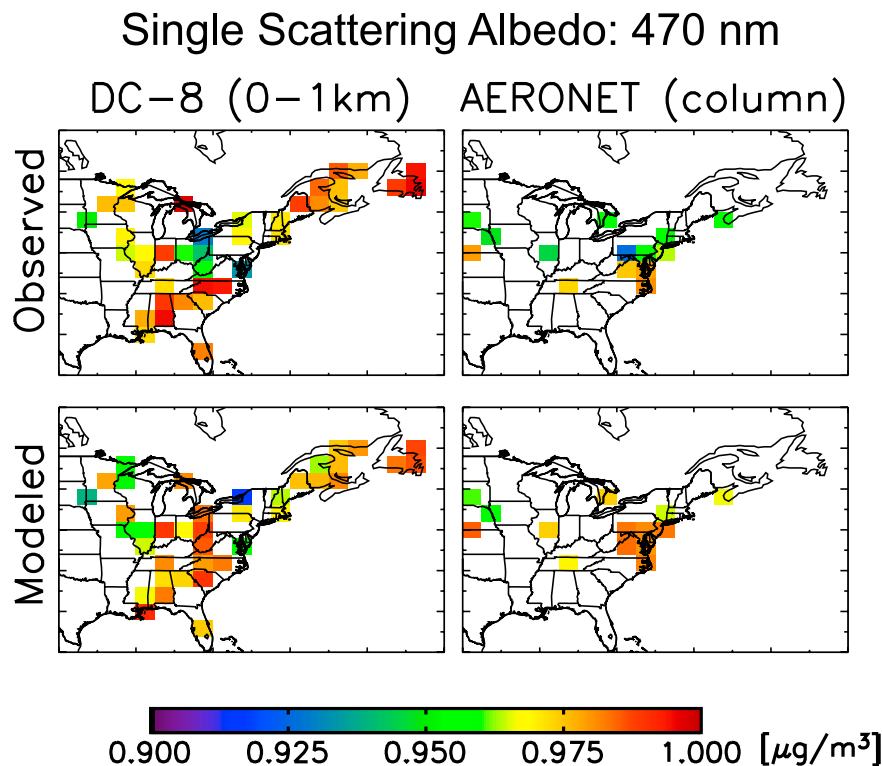 Single Scattering Albedo: 470 nm
DC-8 (0-1km) AERONET (column)
Observed
Modeled
0.900 0.925 0.950 0.975 1.000 [μg/m³]